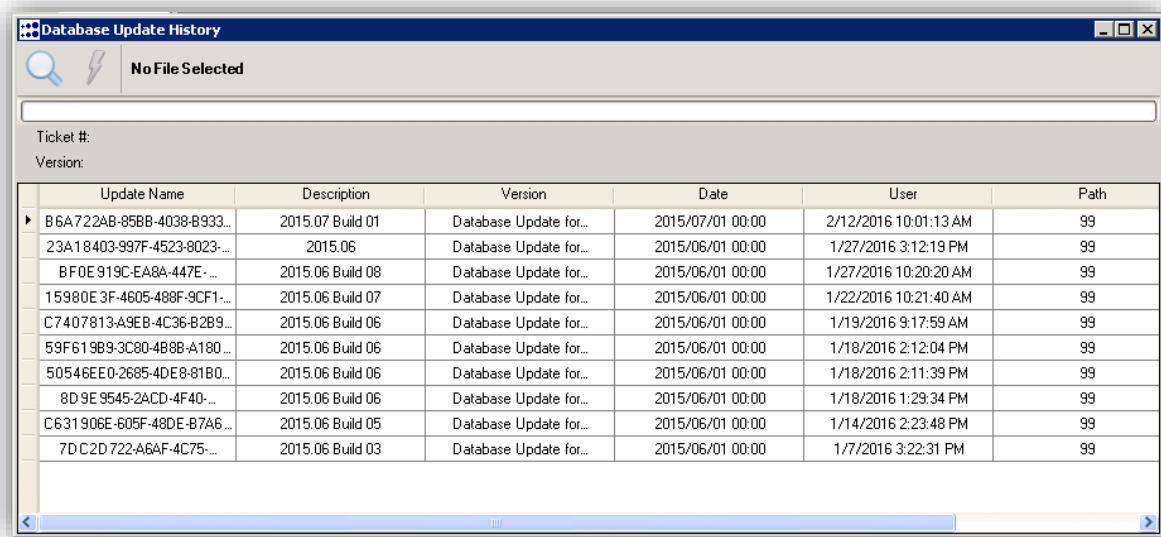 Database Update History
No File Selected
Ticket #:
Version:
Update Name Description Version Date User Path
B6A722AB-85BB-4038-B933... 2015.07 Build 01 Database Update for... 2015/07/01 00:00 2/12/2016 10:01:13 AM 99
23A18403-997F-4523-8023-... 2015.06 Database Update for... 2015/06/01 00:00 1/27/2016 3:12:19 PM 99
BF0E919C-EA8A-447E-... 2015.06 Build 08 Database Update for... 2015/06/01 00:00 1/27/2016 10:20:20 AM 99
15980E3F-4605-488F-9CF1-... 2015.06 Build 07 Database Update for... 2015/06/01 00:00 1/22/2016 10:21:40 AM 99
C7407813-A9EB-4C36-B2B9... 2015.06 Build 06 Database Update for... 2015/06/01 00:00 1/19/2016 9:17:59 AM 99
59F619B9-3C80-4B8B-A180... 2015.06 Build 06 Database Update for... 2015/06/01 00:00 1/18/2016 2:12:04 PM 99
50546EE0-2685-4DE8-81B0... 2015.06 Build 06 Database Update for... 2015/06/01 00:00 1/18/2016 2:11:39 PM 99
8D9E9545-2ACD-4F40-... 2015.06 Build 06 Database Update for... 2015/06/01 00:00 1/18/2016 1:29:34 PM 99
C631906E-605F-48DE-B7A6... 2015.06 Build 05 Database Update for... 2015/06/01 00:00 1/14/2016 2:23:48 PM 99
7DC2D722-A6AF-4C75-... 2015.06 Build 03 Database Update for... 2015/06/01 00:00 1/7/2016 3:22:31 PM 99